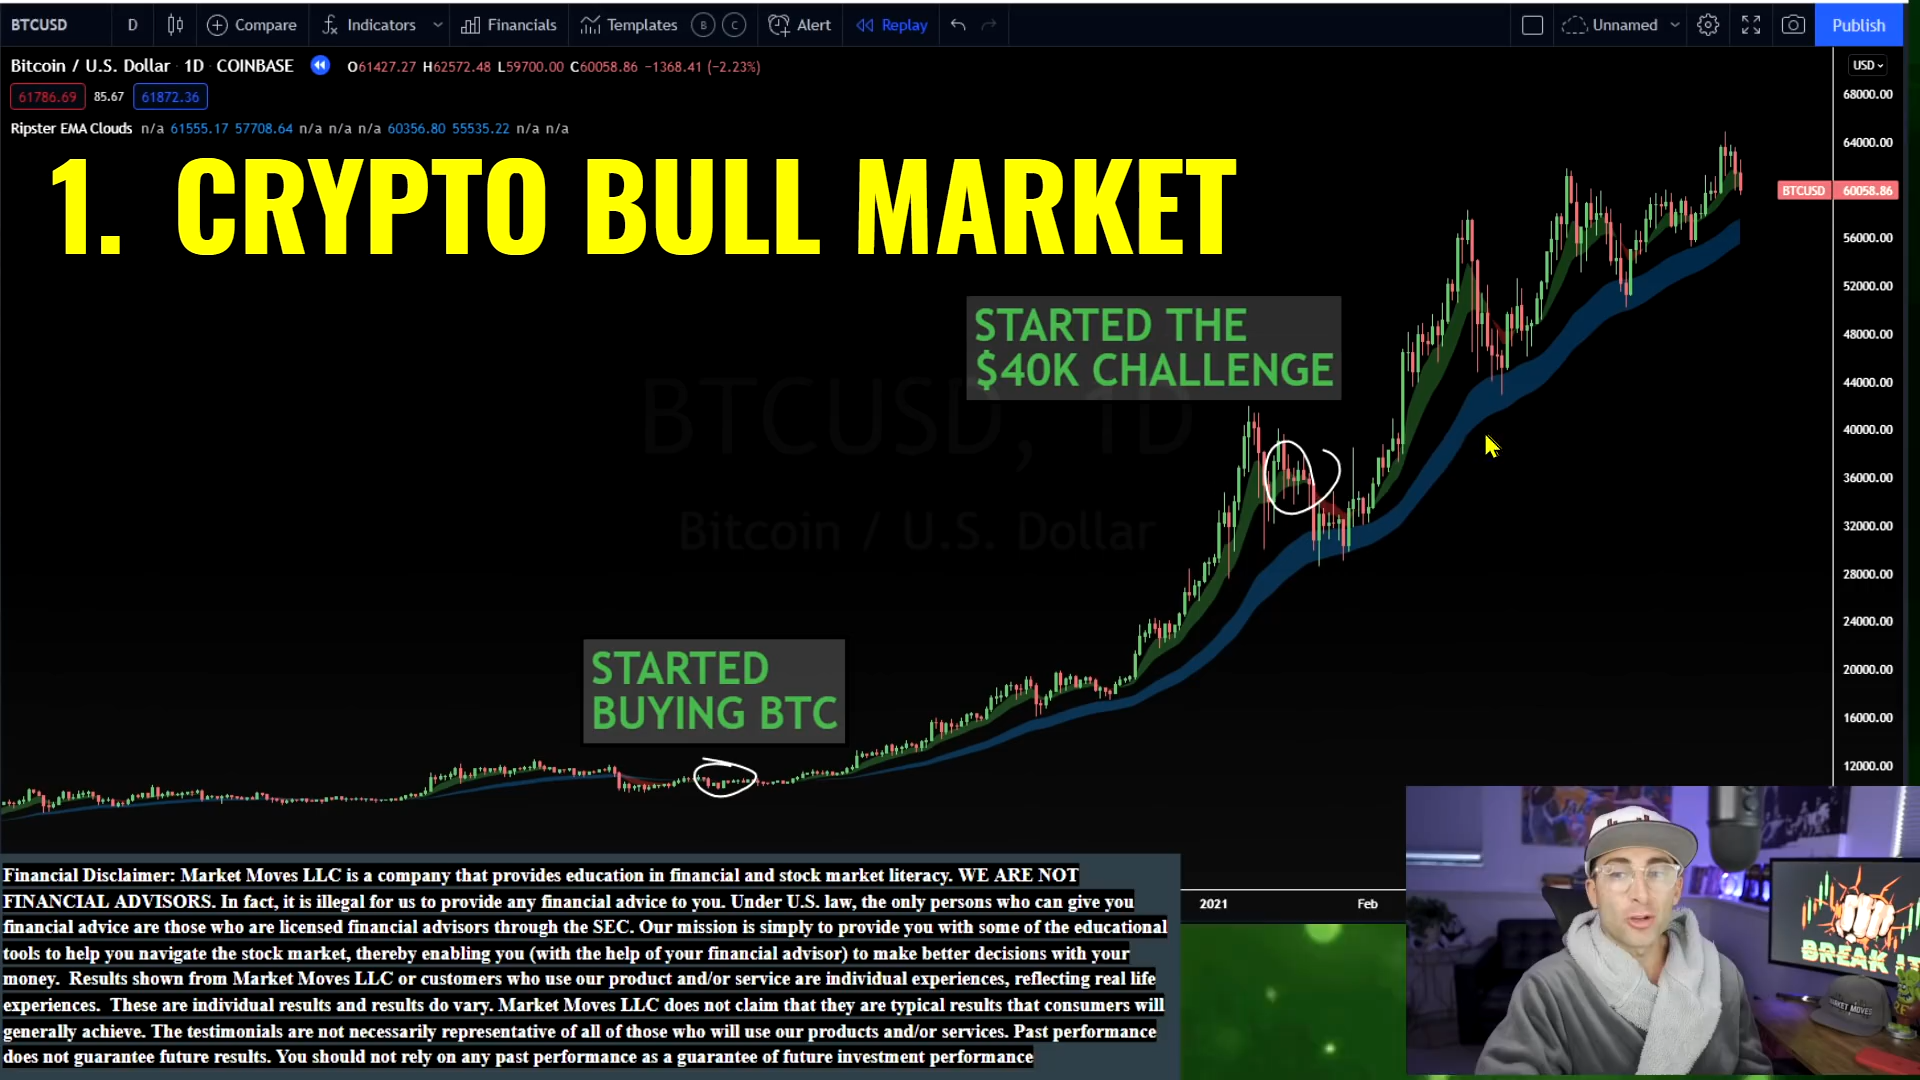 BTCUSD D Compare Indicators Financials Templates B C Alert Replay Unnamed Publish
Bitcoin / U.S. Dollar · 1D · COINBASE O61427.27 H62572.48 L59700.00 C60058.86 −1368.41 (−2.23%) USD
61786.69 85.67 61872.36
68000.00
Ripster EMA Clouds n/a 61555.17 57708.64 n/a n/a n/a 60356.80 55535.22 n/a n/a
64000.00
1. CRYPTO BULL MARKET
BTCUSD 60058.86
56000.00
52000.00
STARTED THE
$40K CHALLENGE
48000.00
44000.00
BTCUSD, 1D
40000.00
36000.00
Bitcoin / U.S. Dollar
32000.00
28000.00
24000.00
STARTED
BUYING BTC
20000.00
16000.00
12000.00
2021 Feb
Financial Disclaimer: Market Moves LLC is a company that provides education in financial and stock market literacy. WE ARE NOT
FINANCIAL ADVISORS. In fact, it is illegal for us to provide any financial advice to you. Under U.S. law, the only persons who can give you
financial advice are those who are licensed financial advisors through the SEC. Our mission is simply to provide you with some of the educational
tools to help you navigate the stock market, thereby enabling you (with the help of your financial advisor) to make better decisions with your
money. Results shown from Market Moves LLC or customers who use our product and/or service are individual experiences, reflecting real life
experiences. These are individual results and results do vary. Market Moves LLC does not claim that they are typical results that consumers will
generally achieve. The testimonials are not necessarily representative of all of those who will use our products and/or services. Past performance
does not guarantee future results. You should not rely on any past performance as a guarantee of future investment performance
BREAK IT
MARKET MOVES